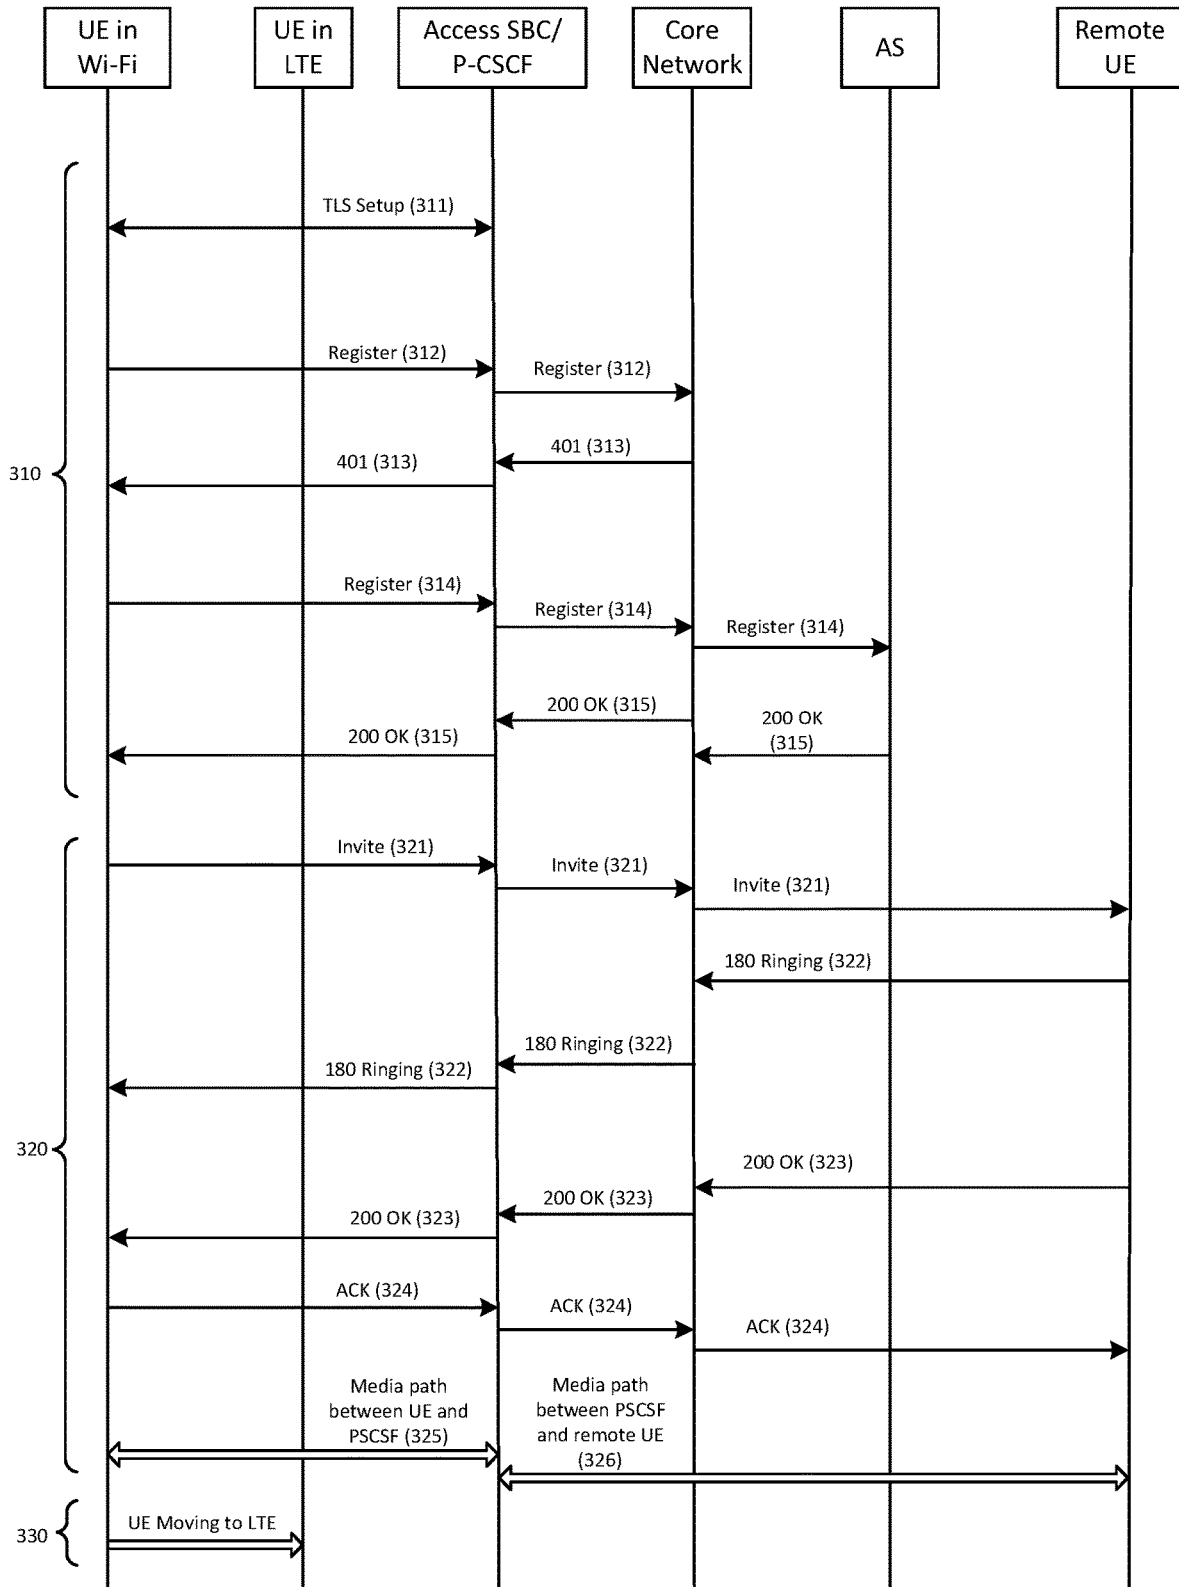 UE in
Wi-Fi
UE in
LTE
Access SBC/
P-CSCF
Core
Network
AS
Remote
UE
TLS Setup (311)
Register (312)
Register (312)
401 (313)
401 (313)
310
Register (314)
Register (314)
Register (314)
200 OK (315)
200 OK
(315)
200 OK (315)
Invite (321)
Invite (321)
Invite (321)
180 Ringing (322)
180 Ringing (322)
180 Ringing (322)
320
200 OK (323)
200 OK (323)
200 OK (323)
ACK (324)
ACK (324)
ACK (324)
Media path
between UE and
PSCSF (325)
Media path
between PSCSF
and remote UE
(326)
330
UE Moving to LTE